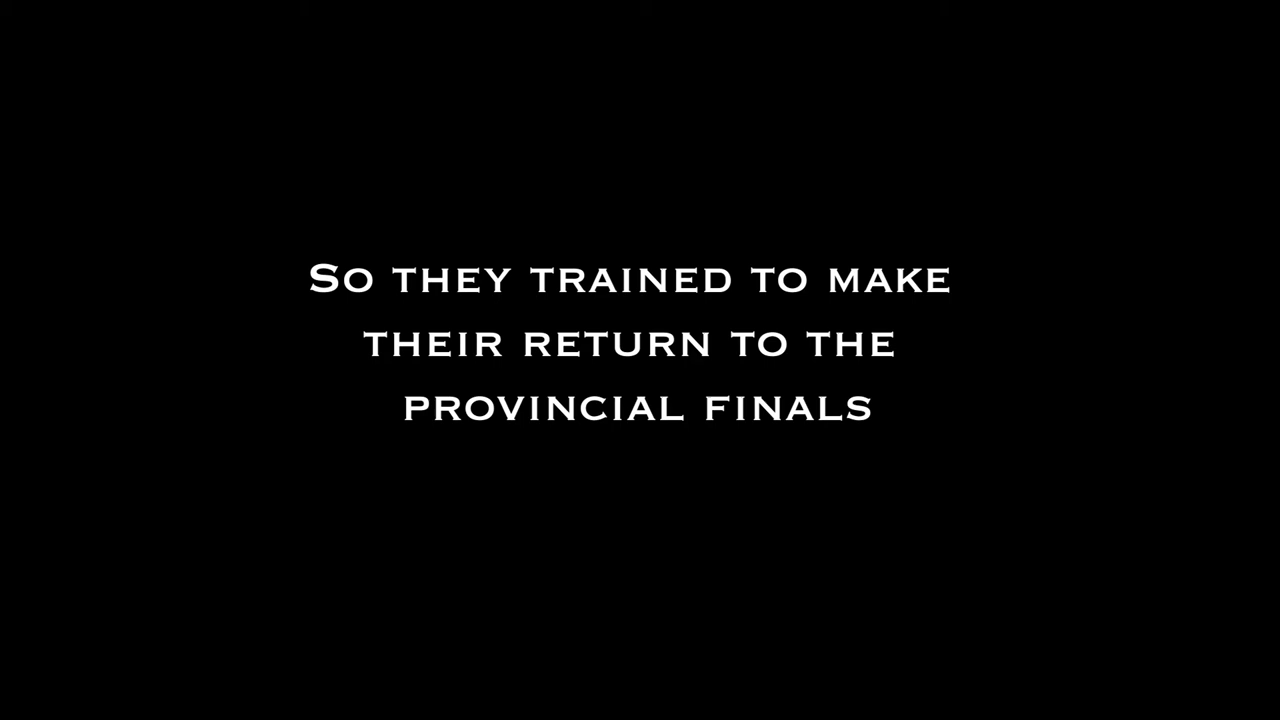 So they trained to make
their return to the
provincial finals